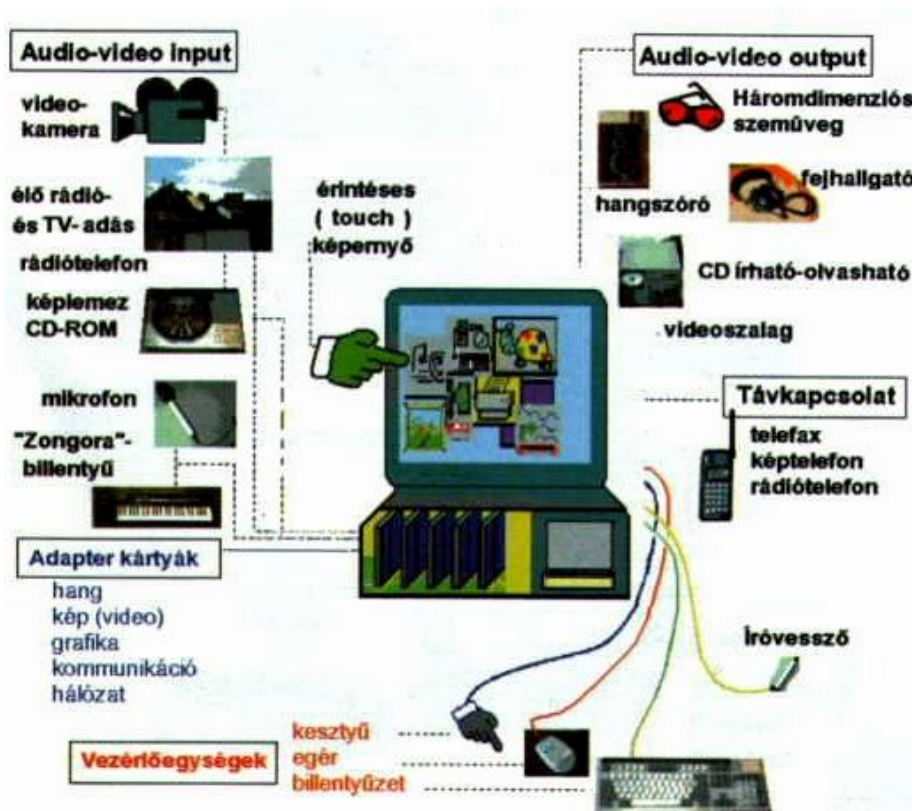 Audio-video input
video-
kamera
élő rádió-
és TV- adás
rádiótelefon
képlemez
CD-ROM
mikrofon
"Zongora"-
billentyű
Adapter kártyák
hang
kép (video)
grafika
kommunikáció
hálózat
érintéses
( touch )
képernyő
Audio-video output
Háromdimenziós
szemüveg
fejhallgató
hangszóró
CD írható-olvasható
videoszalag
Távkapcsolat
telefax
képtelefon
rádiótelefon
Íróvessző
Vezérlőegységek
kesztyű
egér
billentyűzet